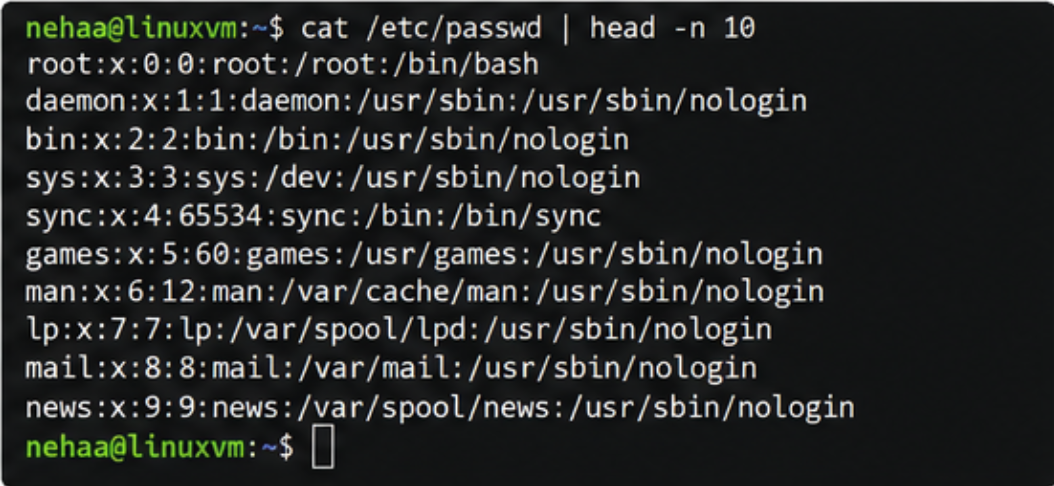 nehaa@linuxvm:~$ cat /etc/passwd | head -n 10
root:x:0:0:root:/root:/bin/bash
daemon:x:1:1:daemon:/usr/sbin:/usr/sbin/nologin
bin:x:2:2:bin:/bin:/usr/sbin/nologin
sys:x:3:3:sys:/dev:/usr/sbin/nologin
sync:x:4:65534:sync:/bin:/bin/sync
games:x:5:60:games:/usr/games:/usr/sbin/nologin
man:x:6:12:man:/var/cache/man:/usr/sbin/nologin
lp:x:7:7:lp:/var/spool/lpd:/usr/sbin/nologin
mail:x:8:8:mail:/var/mail:/usr/sbin/nologin
news:x:9:9:news:/var/spool/news:/usr/sbin/nologin
nehaa@linuxvm:~$